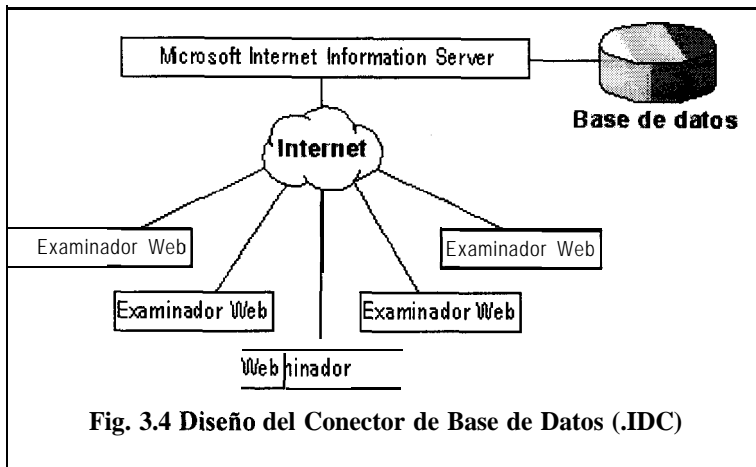 Microsoft Internet Information Server
Base de datos
Internet
Examinador Web
Examinador Web
Examinador Web
Examinador Web
Web hinador
Fig. 3.4 Diseño del Conector de Base de Datos (.IDC)